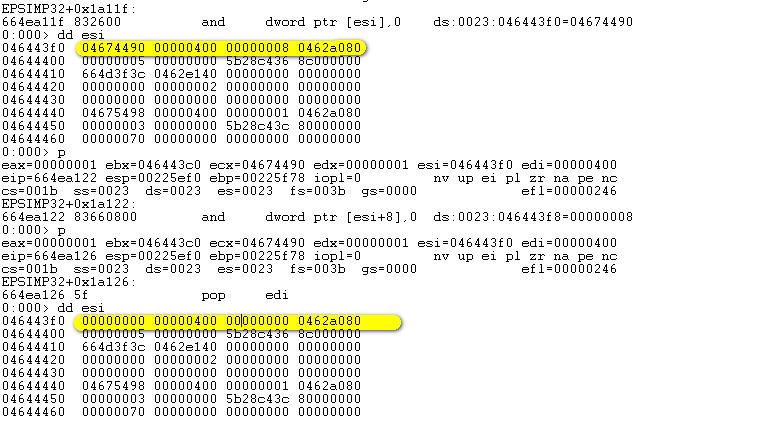 EPSIMP32+0x1a11f:
664ea11f 832600          and     dword ptr [esi],0    ds:0023:046443f0=04674490
0:000> dd esi
046443f0  04674490 00000400 00000008 0462a080
04644400  00000005 00000000 5b28c436 8c000000
04644410  664d3f3c 0462e140 00000000 00000000
04644420  00000000 00000002 00000000 00000000
04644430  00000000 00000000 00000000 00000000
04644440  04675498 00000400 00000001 0462a080
04644450  00000003 00000000 5b28c43c 80000000
04644460  00000070 00000000 00000000 00000000
0:000> p
eax=00000001 ebx=046443c0 ecx=04674490 edx=00000001 esi=046443f0 edi=00000400
eip=664ea122 esp=00225ef0 ebp=00225f78 iopl=0         nv up ei pl zr na pe nc
cs=001b  ss=0023  ds=0023  es=0023  fs=003b  gs=0000             efl=00000246
EPSIMP32+0x1a122:
664ea122 83660800        and     dword ptr [esi+8],0  ds:0023:046443f8=00000008
0:000> p
eax=00000001 ebx=046443c0 ecx=04674490 edx=00000001 esi=046443f0 edi=00000400
eip=664ea126 esp=00225ef0 ebp=00225f78 iopl=0         nv up ei pl zr na pe nc
cs=001b  ss=0023  ds=0023  es=0023  fs=003b  gs=0000             efl=00000246
EPSIMP32+0x1a126:
664ea126 5f              pop     edi
0:000> dd esi
046443f0  00000000 00000400 00000000 0462a080
04644400  00000005 00000000 5b28c436 8c000000
04644410  664d3f3c 0462e140 00000000 00000000
04644420  00000000 00000002 00000000 00000000
04644430  00000000 00000000 00000000 00000000
04644440  04675498 00000400 00000001 0462a080
04644450  00000003 00000000 5b28c43c 80000000
04644460  00000070 00000000 00000000 00000000